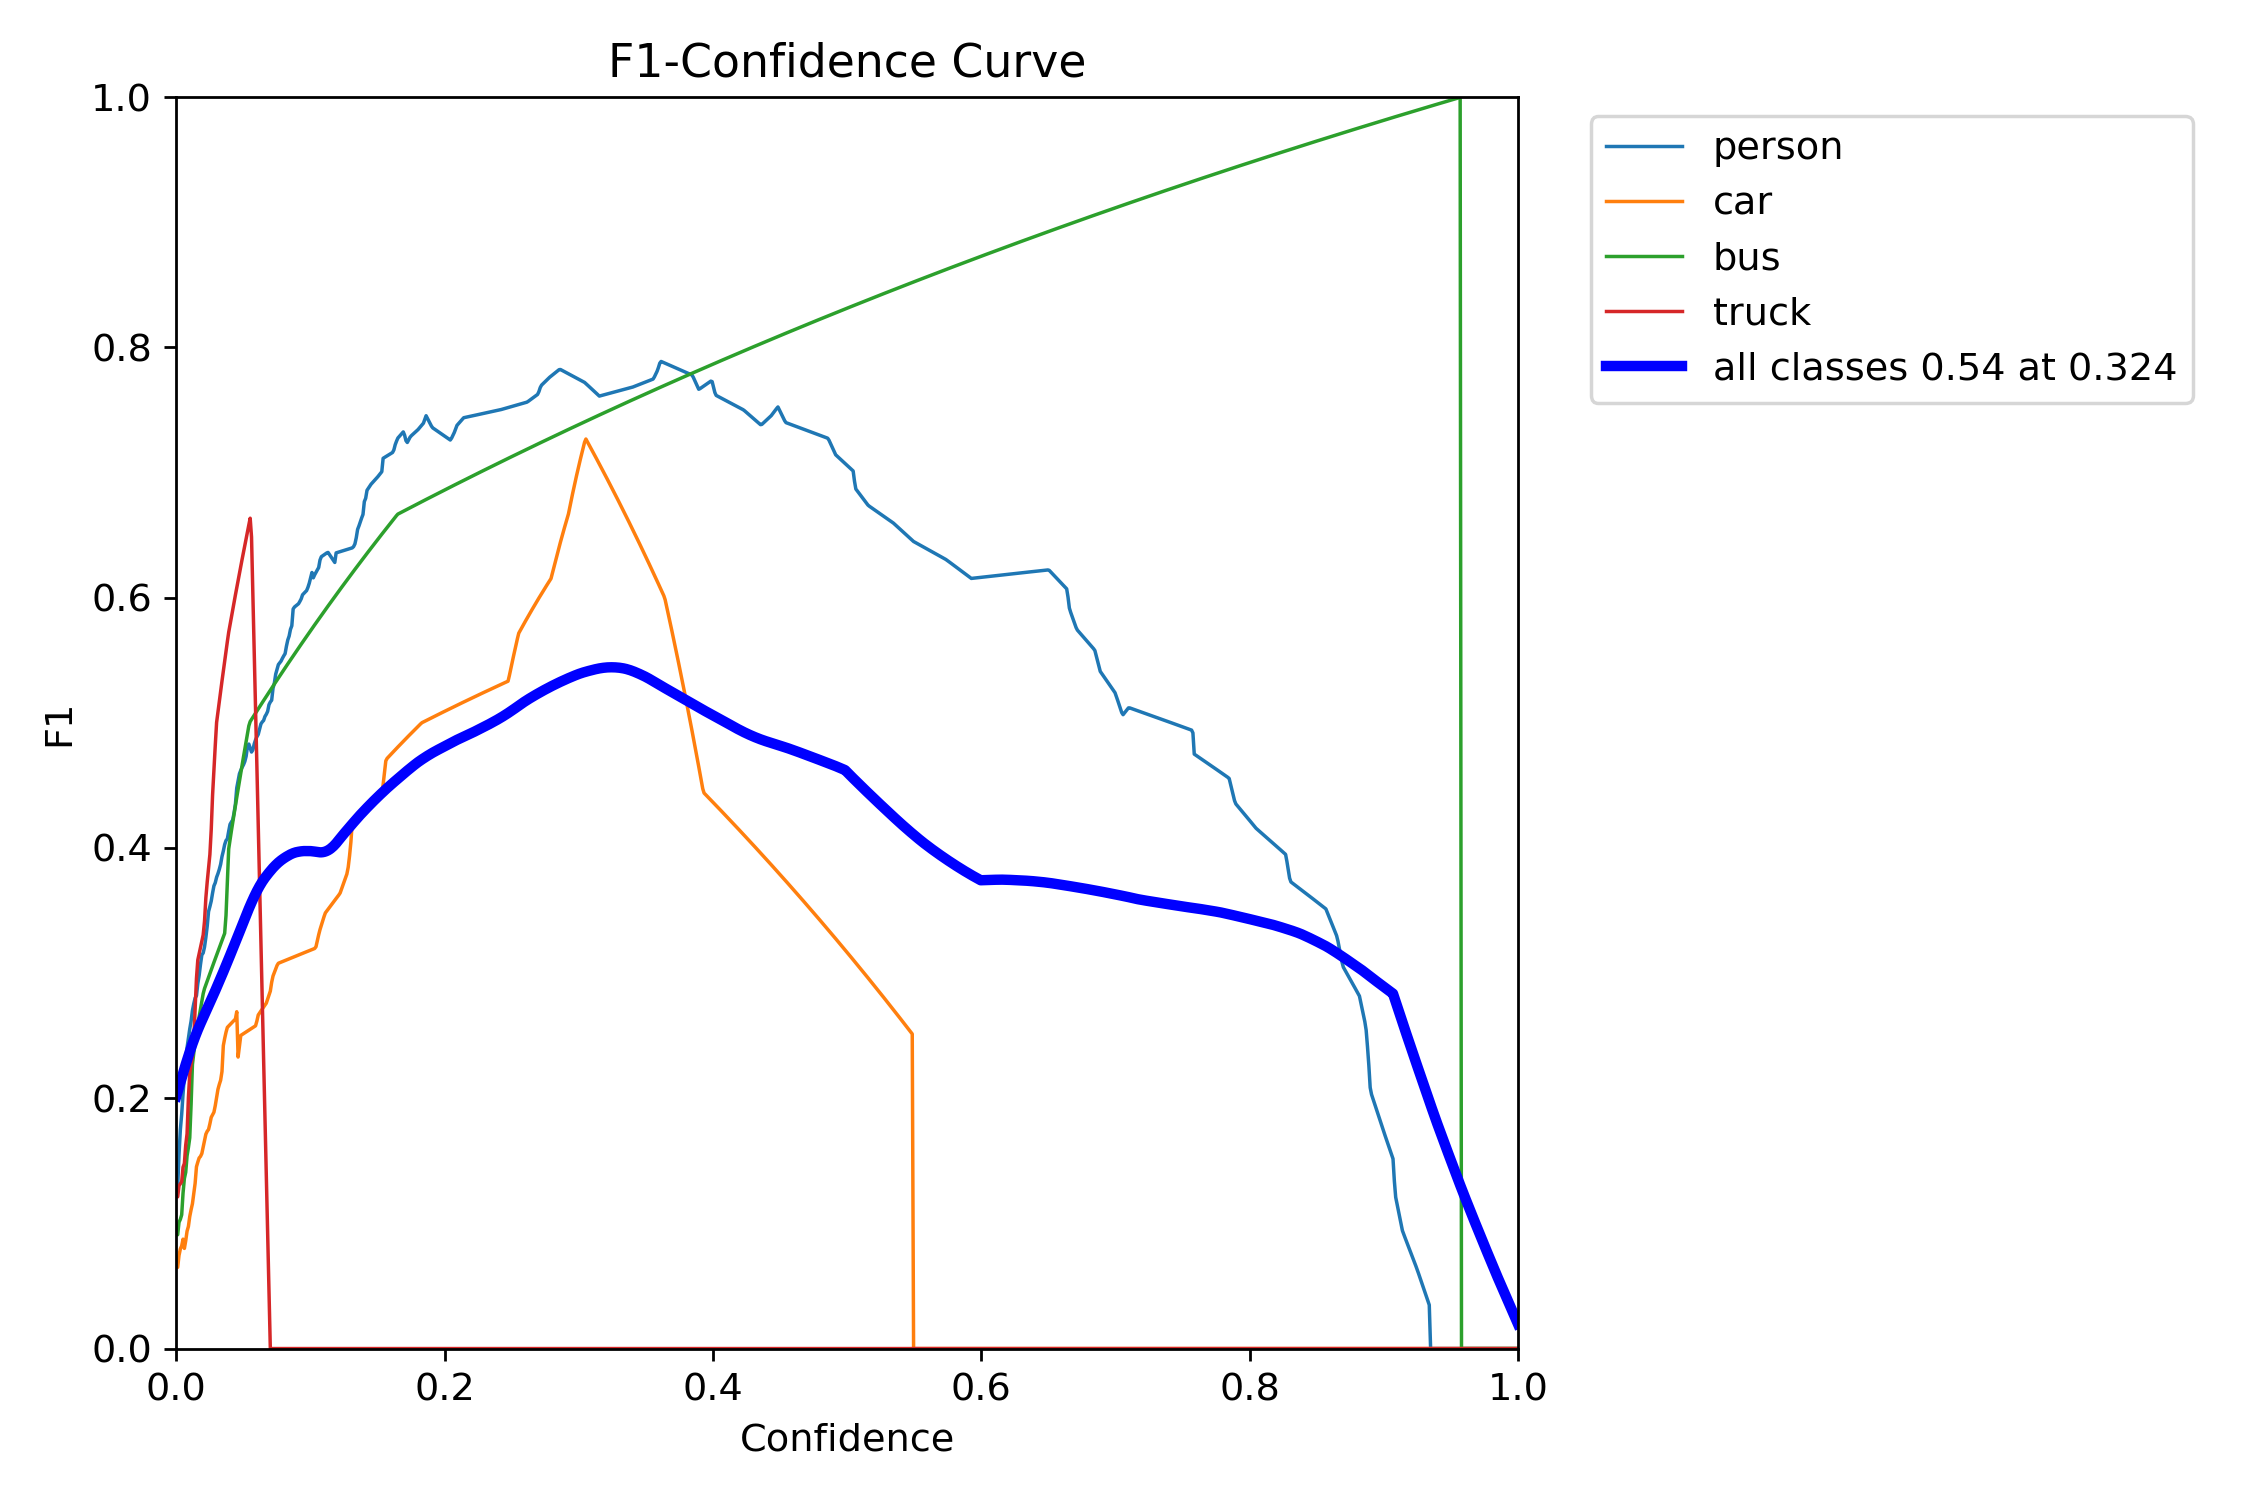 F1-Confidence Curve
1.0
0.8
0.6
0.4
0.2
0.0
F1
0.0 0.2 0.4 0.6 0.8 1.0
Confidence
person
car
bus
truck
all classes 0.54 at 0.324